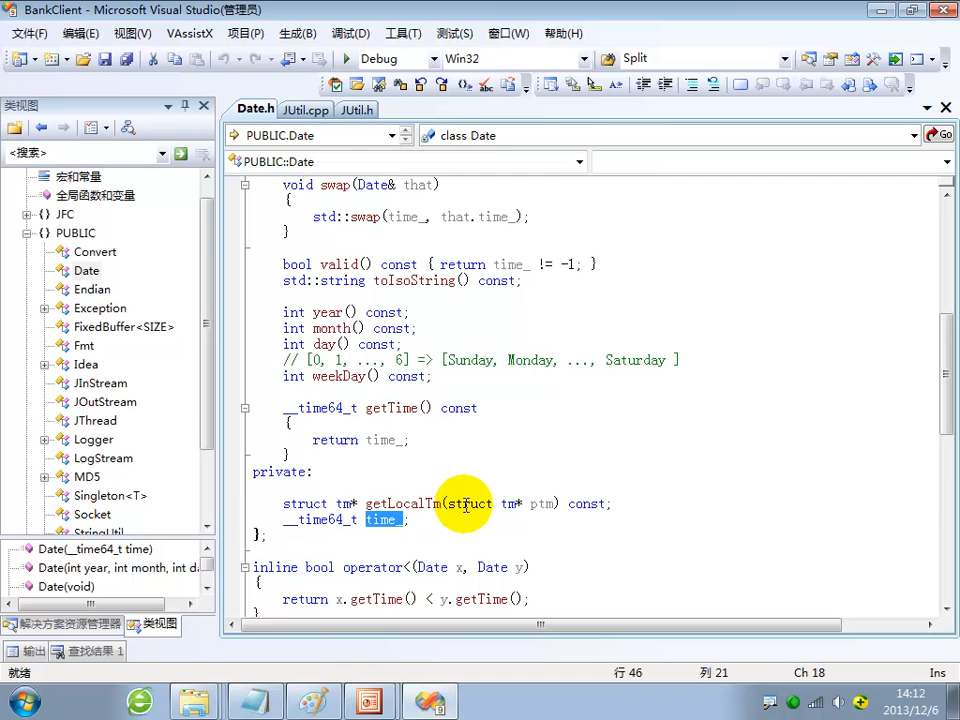 BankClient - Microsoft Visual Studio(管理员)
文件(F) 编辑(E) 视图(V) VAssistX 项目(P) 生成(B) 调试(D) 工具(T) 测试(S) 窗口(W) 帮助(H)
Debug Win32 Split
类视图
Date.h JUtil.cpp JUtil.h
PUBLIC.Date class Date Go
<搜索>
PUBLIC::Date
宏和常量
全局函数和变量
JFC
PUBLIC
Convert
Date
Endian
Exception
FixedBuffer<SIZE>
Fmt
Idea
JInStream
JOutStream
JThread
Logger
LogStream
MD5
Singleton<T>
Socket
StringUtil
Date(__time64_t time)
Date(int year, int month, int da
Date(void)
void swap(Date& that)
{
std::swap(time_, that.time_);
}
bool valid() const { return time_ != -1; }
std::string toIsoString() const;
int year() const;
int month() const;
int day() const;
// [0, 1, ..., 6] => [Sunday, Monday, ..., Saturday ]
int weekDay() const;
__time64_t getTime() const
{
return time_;
}
private:
struct tm* getLocalTm(struct tm* ptm) const;
__time64_t time_;
};
inline bool operator<(Date x, Date y)
{
return x.getTime() < y.getTime();
}
解决方案资源管理器 类视图
输出 查找结果 1
就绪 行 46 列 21 Ch 18 Ins
14:12
2013/12/6